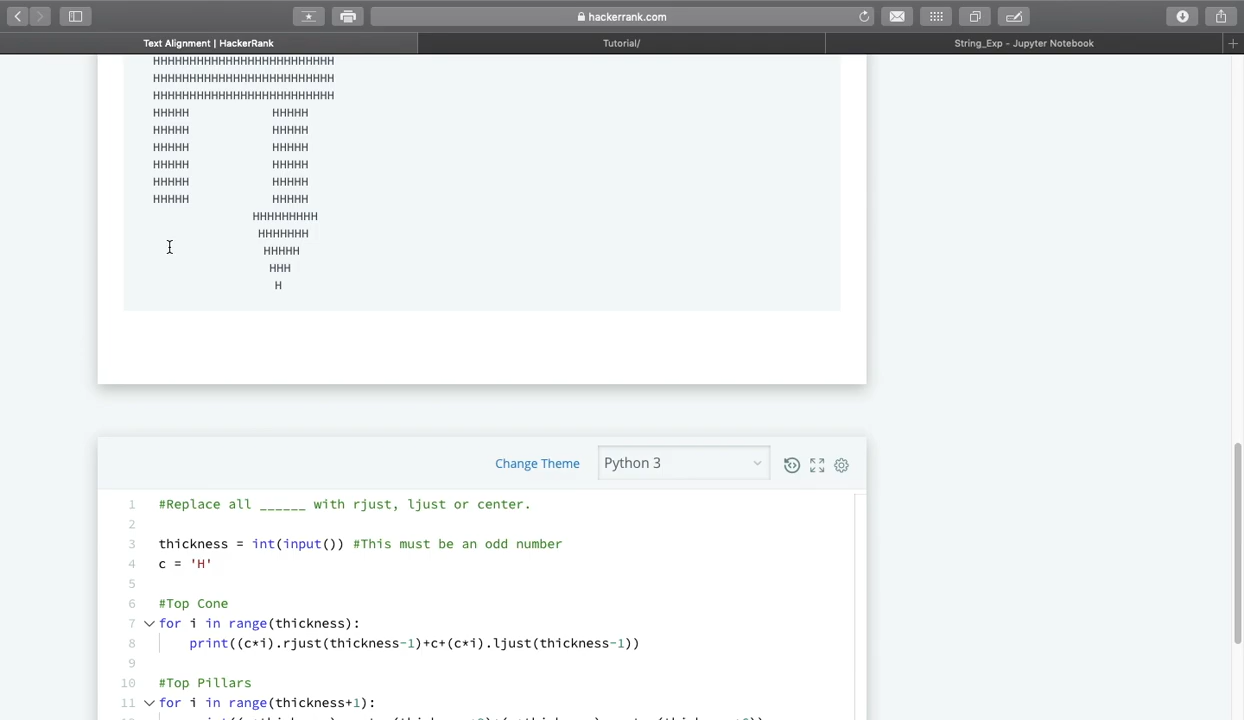 hackerrank.com
Text Alignment | HackerRank
Tutorial/
String_Exp - Jupyter Notebook
HHHHHHHHHHHHHHHHHHHHHHHHH
HHHHHHHHHHHHHHHHHHHHHHHHH
HHHHHHHHHHHHHHHHHHHHHHHHH
HHHHH HHHHH
HHHHH HHHHH
HHHHH HHHHH
HHHHH HHHHH
HHHHH HHHHH
HHHHH HHHHH
HHHHHHHHH
HHHHHHH
HHHHH
HHH
H
Change Theme
Python 3
1 #Replace all ______ with rjust, ljust or center.
2
3 thickness = int(input()) #This must be an odd number
4 c = 'H'
5
6 #Top Cone
7 for i in range(thickness):
8 print((c*i).rjust(thickness-1)+c+(c*i).ljust(thickness-1))
9
10 #Top Pillars
11 for i in range(thickness+1):